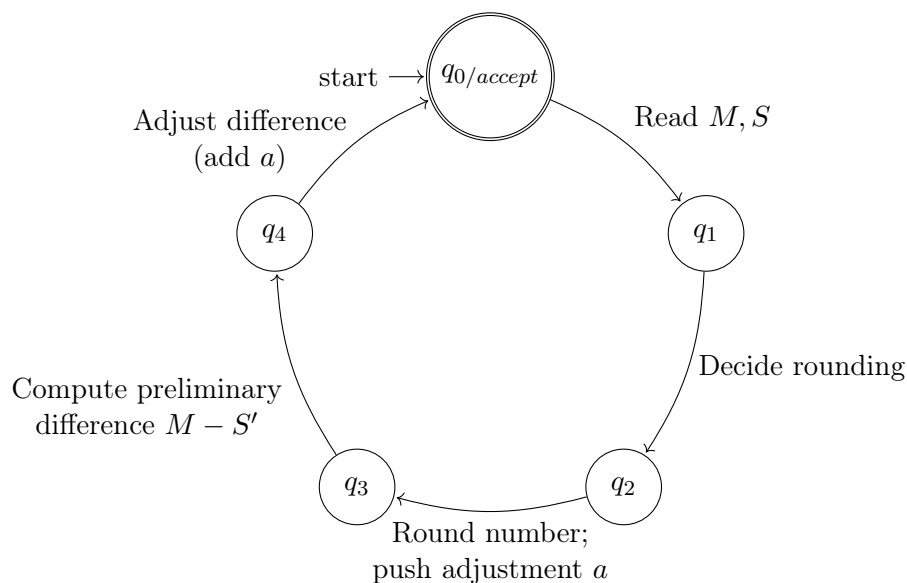 start
q0/accept
Read M, S
q1
Decide rounding
q2
Round number;
push adjustment a
q3
Compute preliminary
difference M − S′
q4
Adjust difference
(add a)